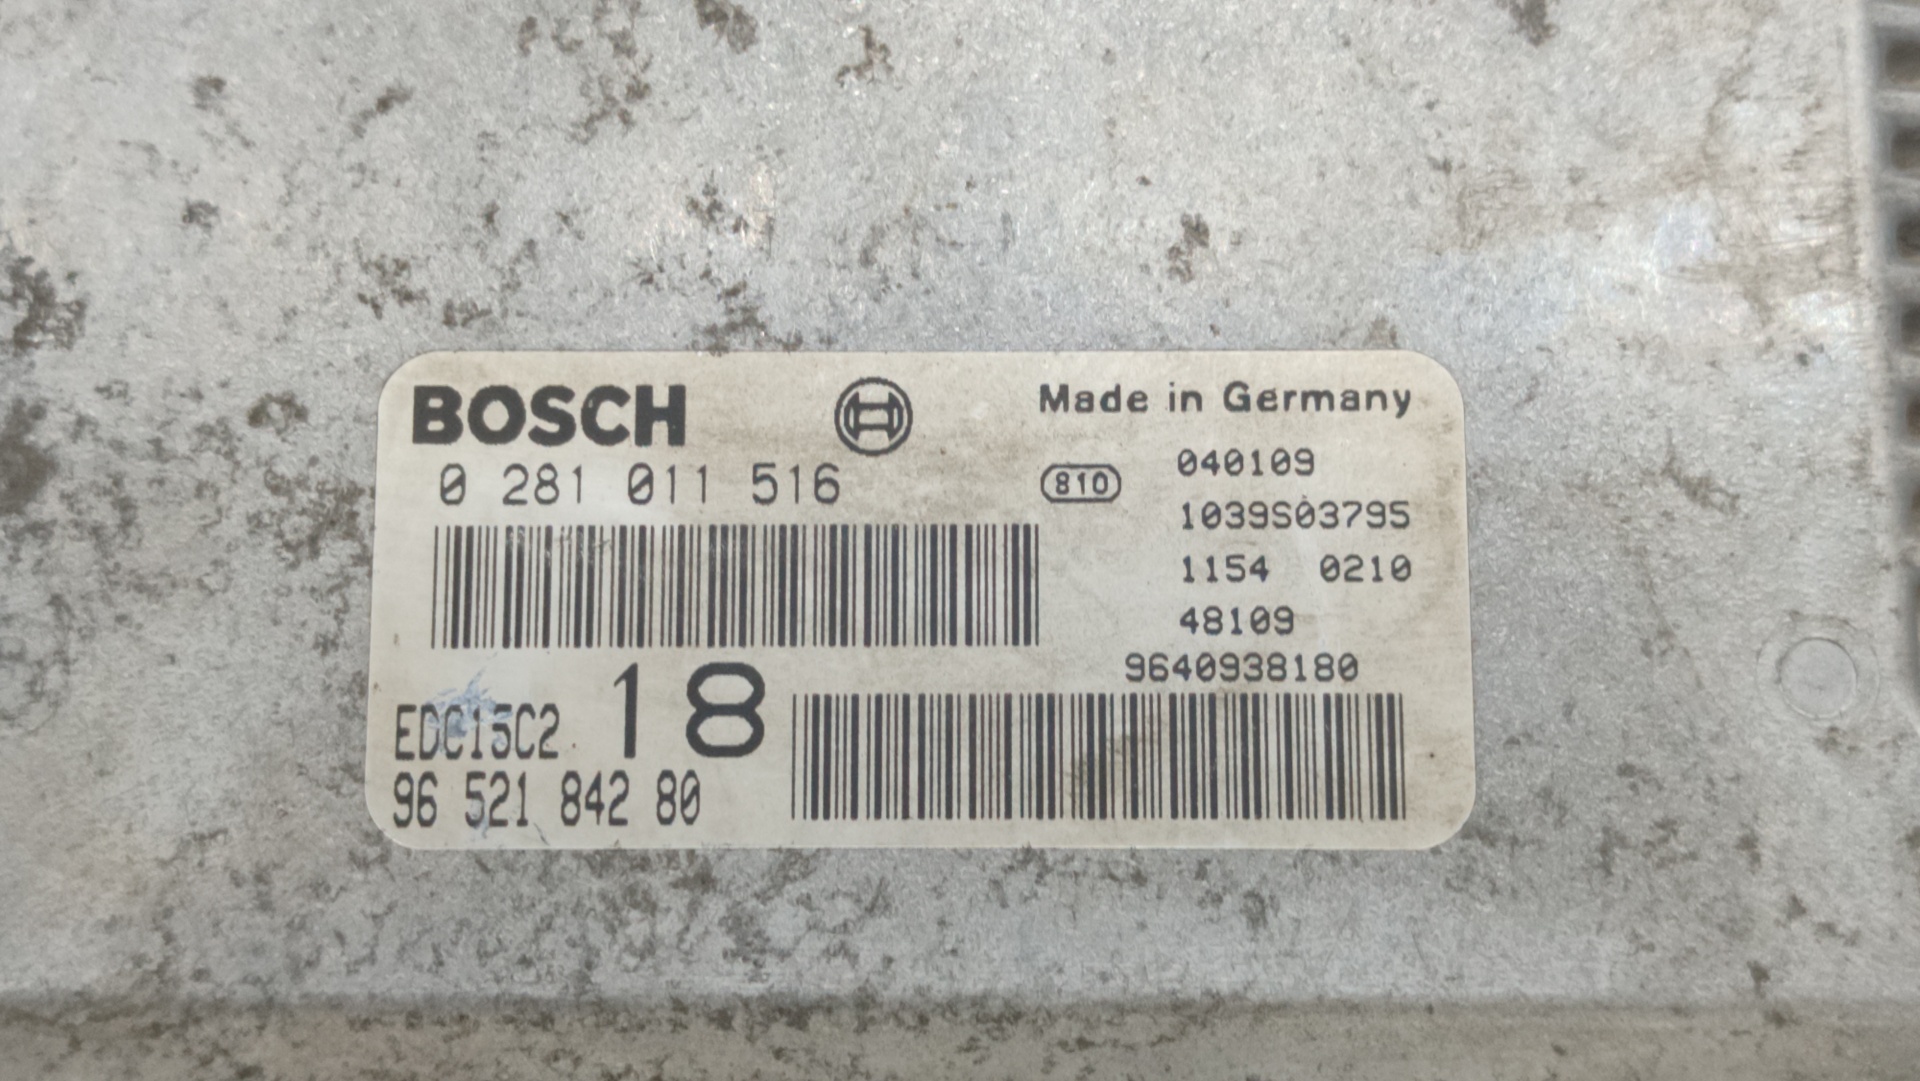 BOSCH
Made in Germany
0 281 011 516
810
040109
1039S03795
1154 0210
48109
9640938180
EDC15C2 18
96 521 842 80